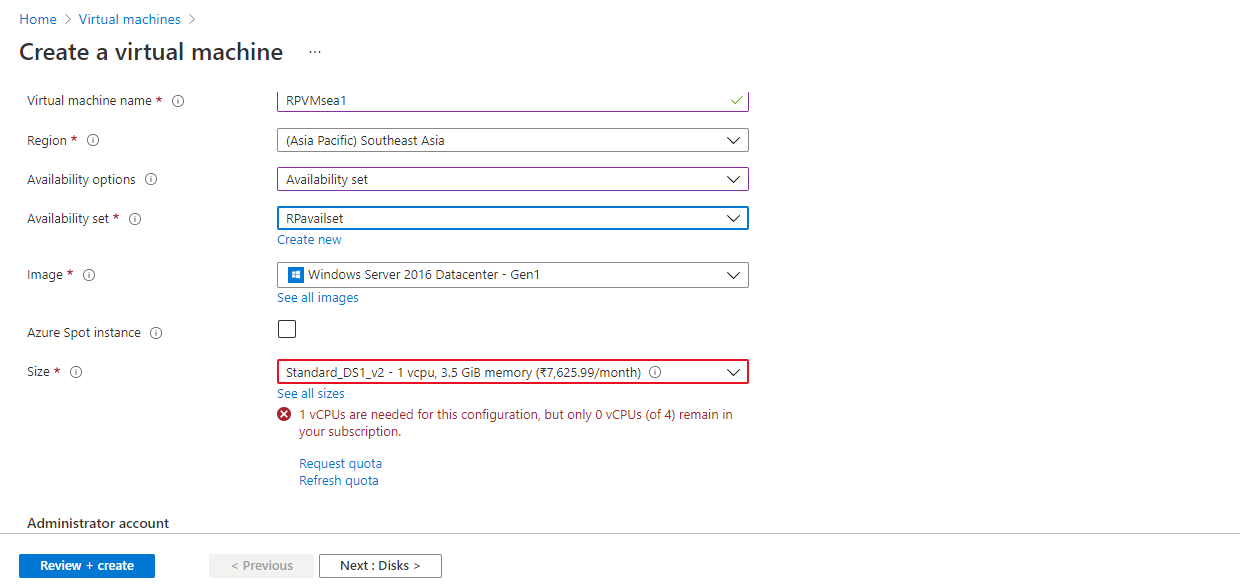 Home > Virtual machines >
Create a virtual machine ...
Virtual machine name *
RPVMsea1
Region *
(Asia Pacific) Southeast Asia
Availability options
Availability set
Availability set *
RPavailset
Create new
Image *
Windows Server 2016 Datacenter - Gen1
See all images
Azure Spot instance
Size *
Standard_DS1_v2 - 1 vcpu, 3.5 GiB memory (₹7,625.99/month)
See all sizes
1 vCPUs are needed for this configuration, but only 0 vCPUs (of 4) remain in
your subscription.
Request quota
Refresh quota
Administrator account
Review + create
< Previous
Next : Disks >